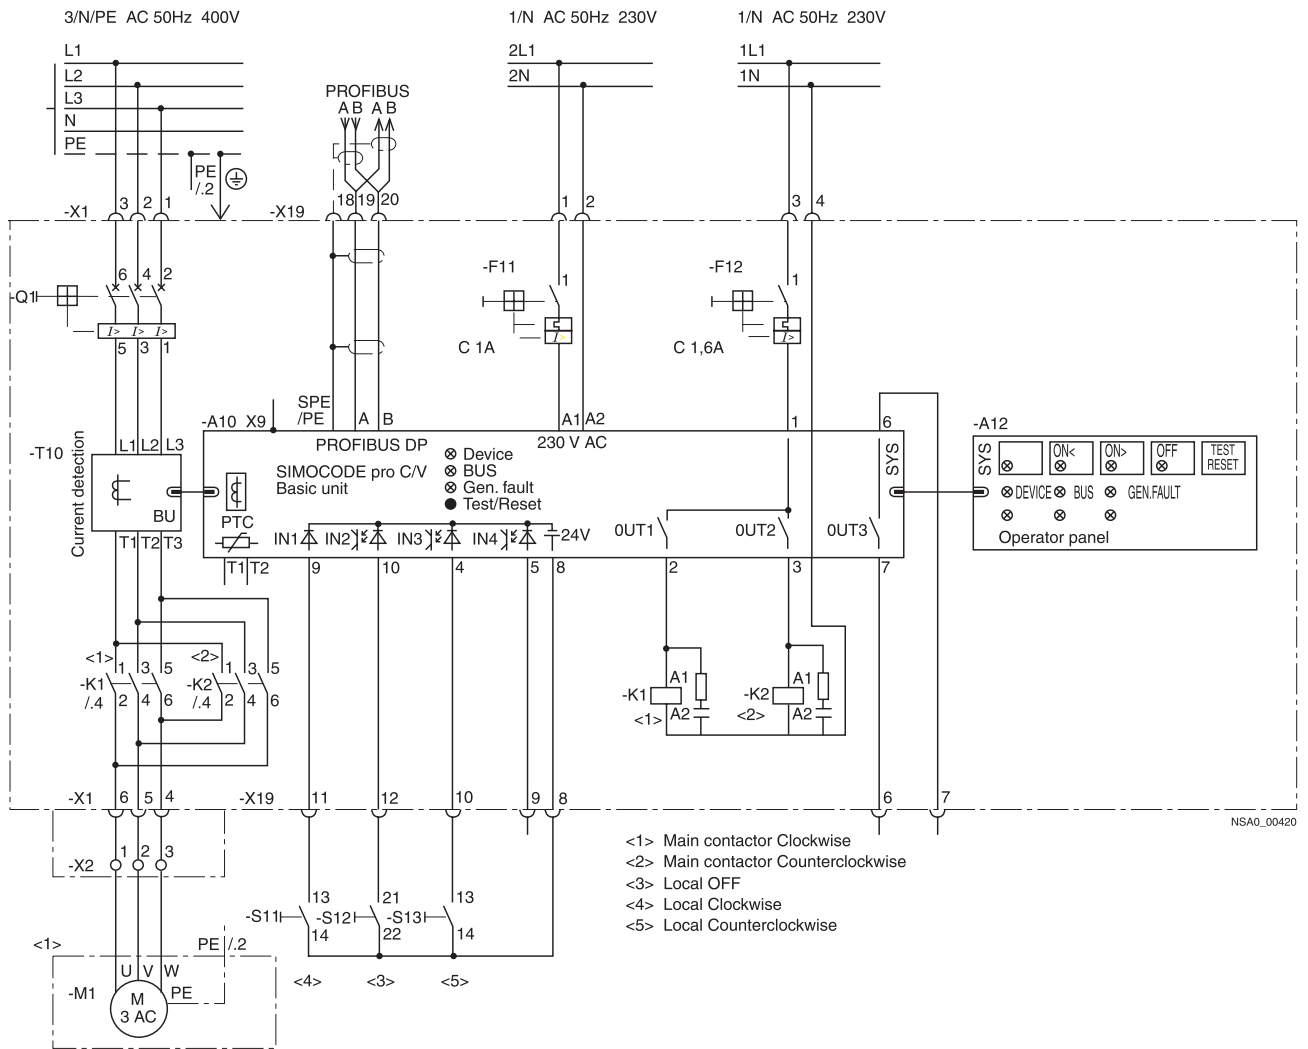 3/N/PE AC 50Hz 400V
1/N AC 50Hz 230V
1/N AC 50Hz 230V
L1
L2
L3
N
PE
PE
/.2
PROFIBUS
A B A B
2L1
2N
1L1
1N
-X1 3 2 1
-X19 18 19 20
1 2
3 4
-Q1
6 4 2
I> I> I>
5 3 1
-F11
1
I>
C 1A
-F12
1
I>
C 1,6A
SPE
/PE
A B
A1 A2
1
6
-A10 X9
PROFIBUS DP
230 V AC
SIMOCODE pro C/V
Basic unit
Device
BUS
Gen. fault
Test/Reset
SYS
-T10
Current detection
L1 L2 L3
BU
T1 T2 T3
PTC
T1 T2
IN1 IN2 IN3 IN4 24V
0UT1 0UT2 0UT3
9 10 4 5 8
2 3 7
-A12
SYS
ON< ON> OFF TEST
RESET
DEVICE BUS GEN.FAULT
Operator panel
<1> 1 3 5
-K1
/.4 2 4 6
<2> 1 3 5
-K2
/.4 2 4 6
-K1 A1
<1> A2
-K2 A1
<2> A2
-X1 6 5 4
-X19 11 12 10 9 8
6 7
NSA0_00420
-X2 1 2 3
<1> Main contactor Clockwise
<2> Main contactor Counterclockwise
<3> Local OFF
<4> Local Clockwise
<5> Local Counterclockwise
13 21 13
-S11 -S12 -S13
14 22 14
<4> <3> <5>
<1>
PE /.2
U V W
-M1
M
3 AC
PE